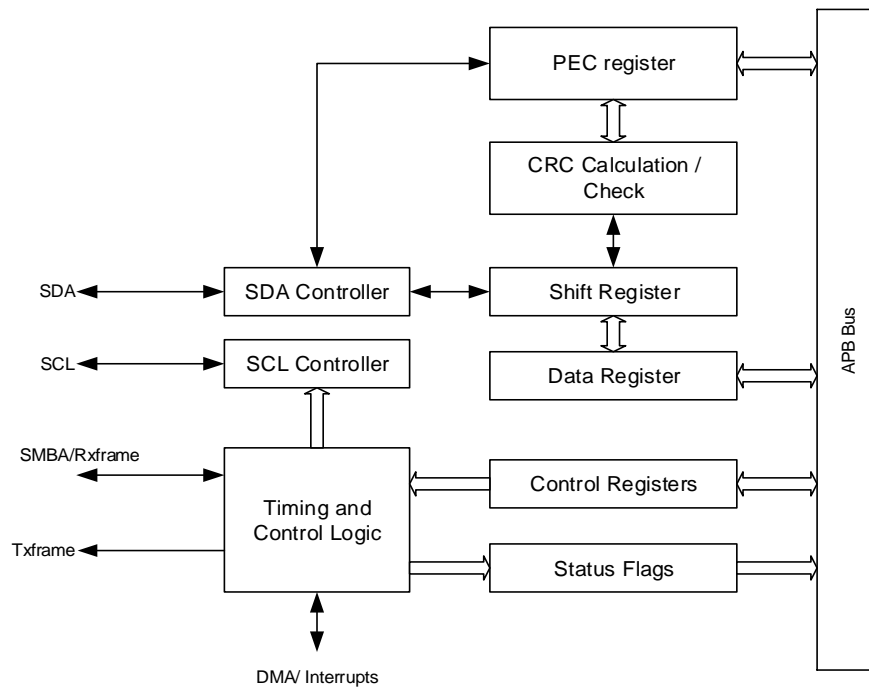 PEC register
CRC Calculation /
Check
SDA
SDA Controller
Shift Register
SCL
SCL Controller
Data Register
APB Bus
SMBA/Rxframe
Timing and
Control Logic
Control Registers
Txframe
Status Flags
DMA/ Interrupts